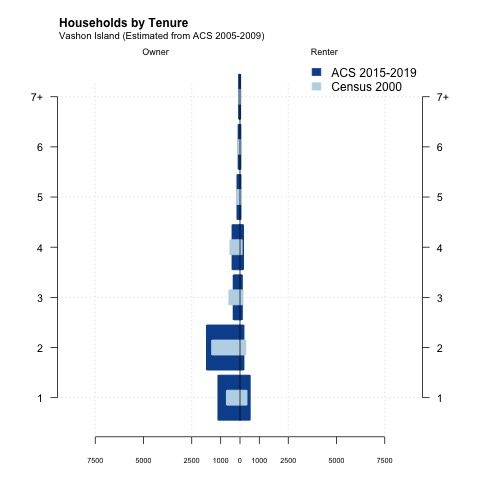 Households by Tenure
Vashon Island (Estimated from ACS 2005-2009)
Owner Renter
ACS 2015-2019
Census 2000
7+ 7+
6 6
5 5
4 4
3 3
2 2
1 1
7500 5000 2500 1000 0 1000 2500 5000 7500